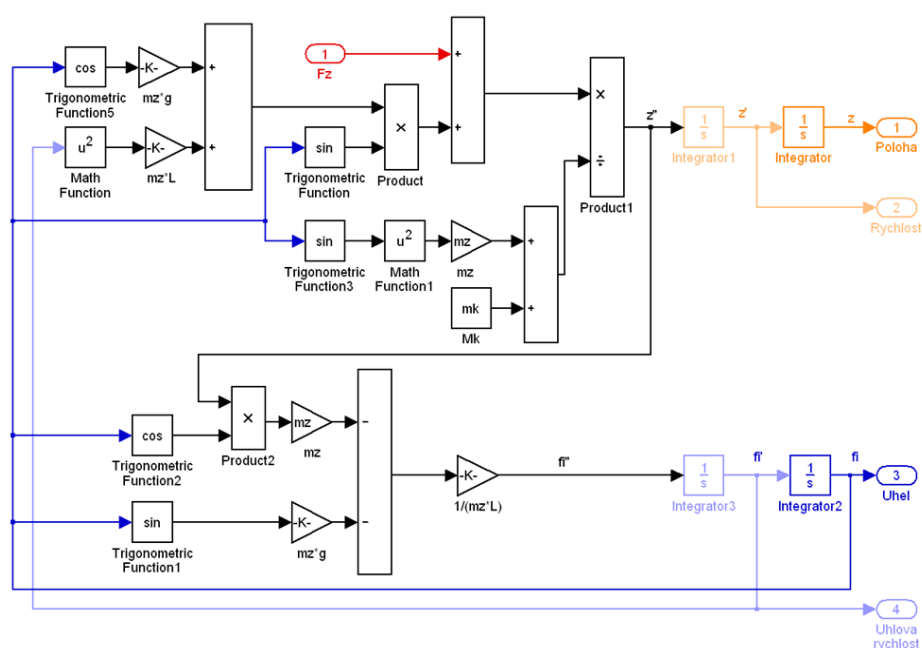 cos
-K-
+
Trigonometric
Function5
mz*g
u²
-K-
+
Math
Function
mz*L
1
Fz
+
+
×
Product
sin
Trigonometric
Function
×
÷
Product1
z''
1
s
Integrator1
z'
1
s
Integrator
z
1
Poloha
2
Rychlost
sin
Trigonometric
Function3
u²
Math
Function1
mz
mz
+
mk
Mk
+
cos
Trigonometric
Function2
×
Product2
mz
mz
-
sin
Trigonometric
Function1
-K-
mz*g
-
-K-
1/(mz*L)
fi''
1
s
Integrator3
fi'
1
s
Integrator2
fi
3
Uhel
4
Uhlova
rychlost